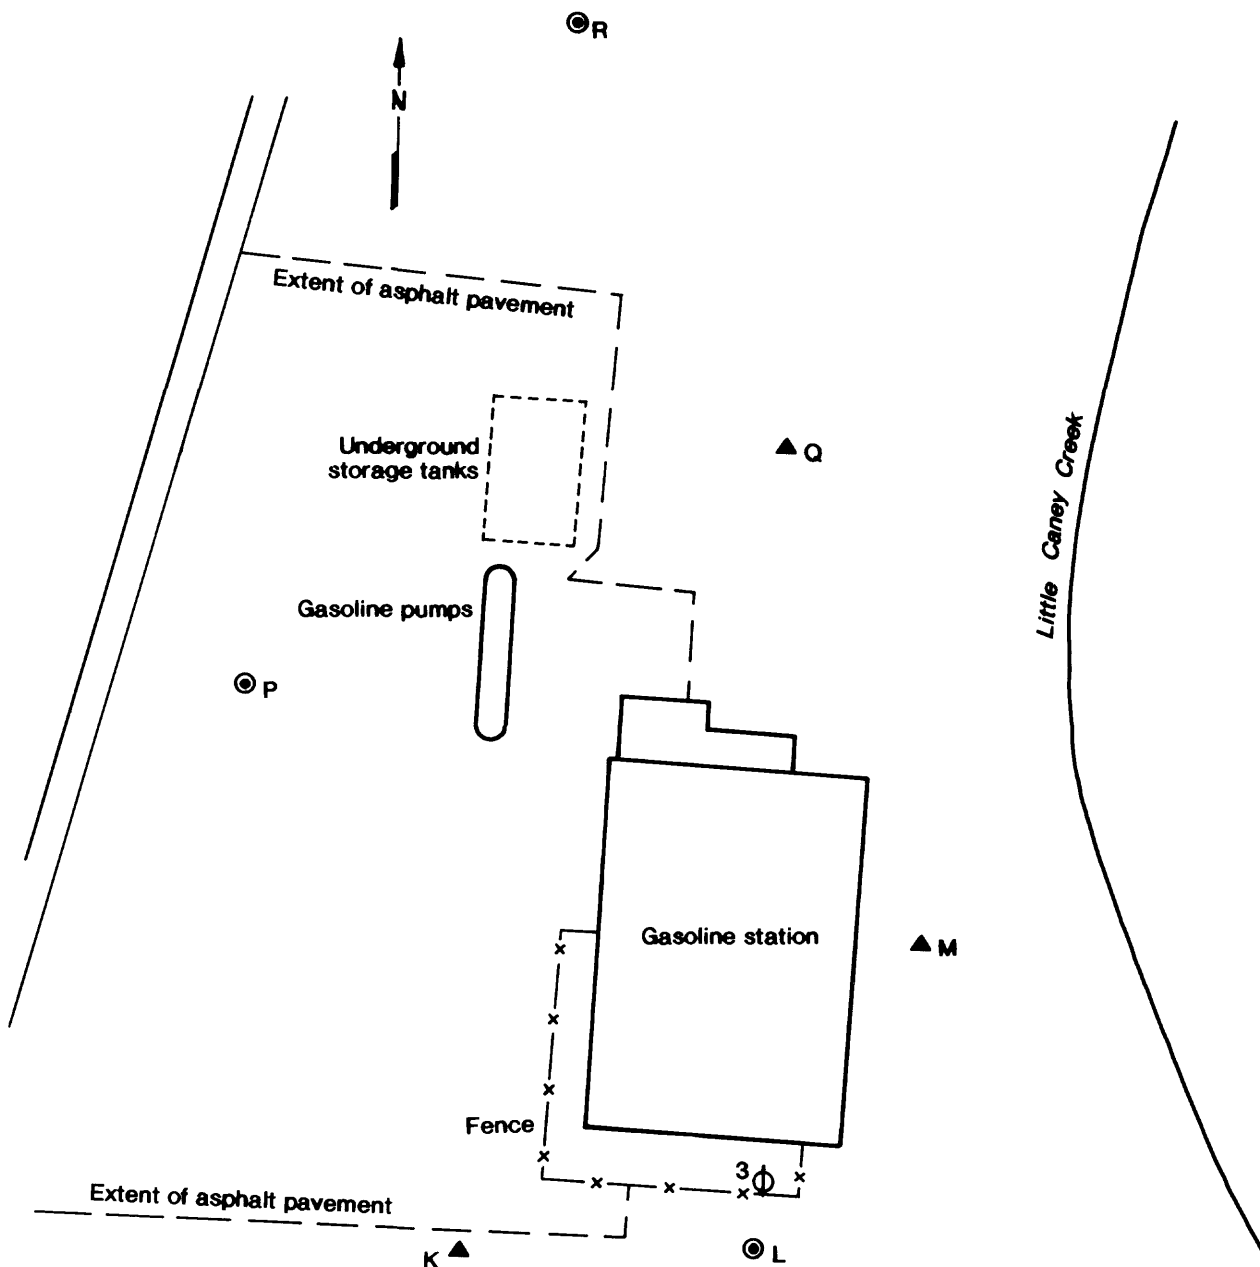 R
N
Extent of asphalt pavement
Underground
storage tanks
Q
Little Caney Creek
Gasoline pumps
P
Gasoline station
M
Fence
3
Extent of asphalt pavement
K
L